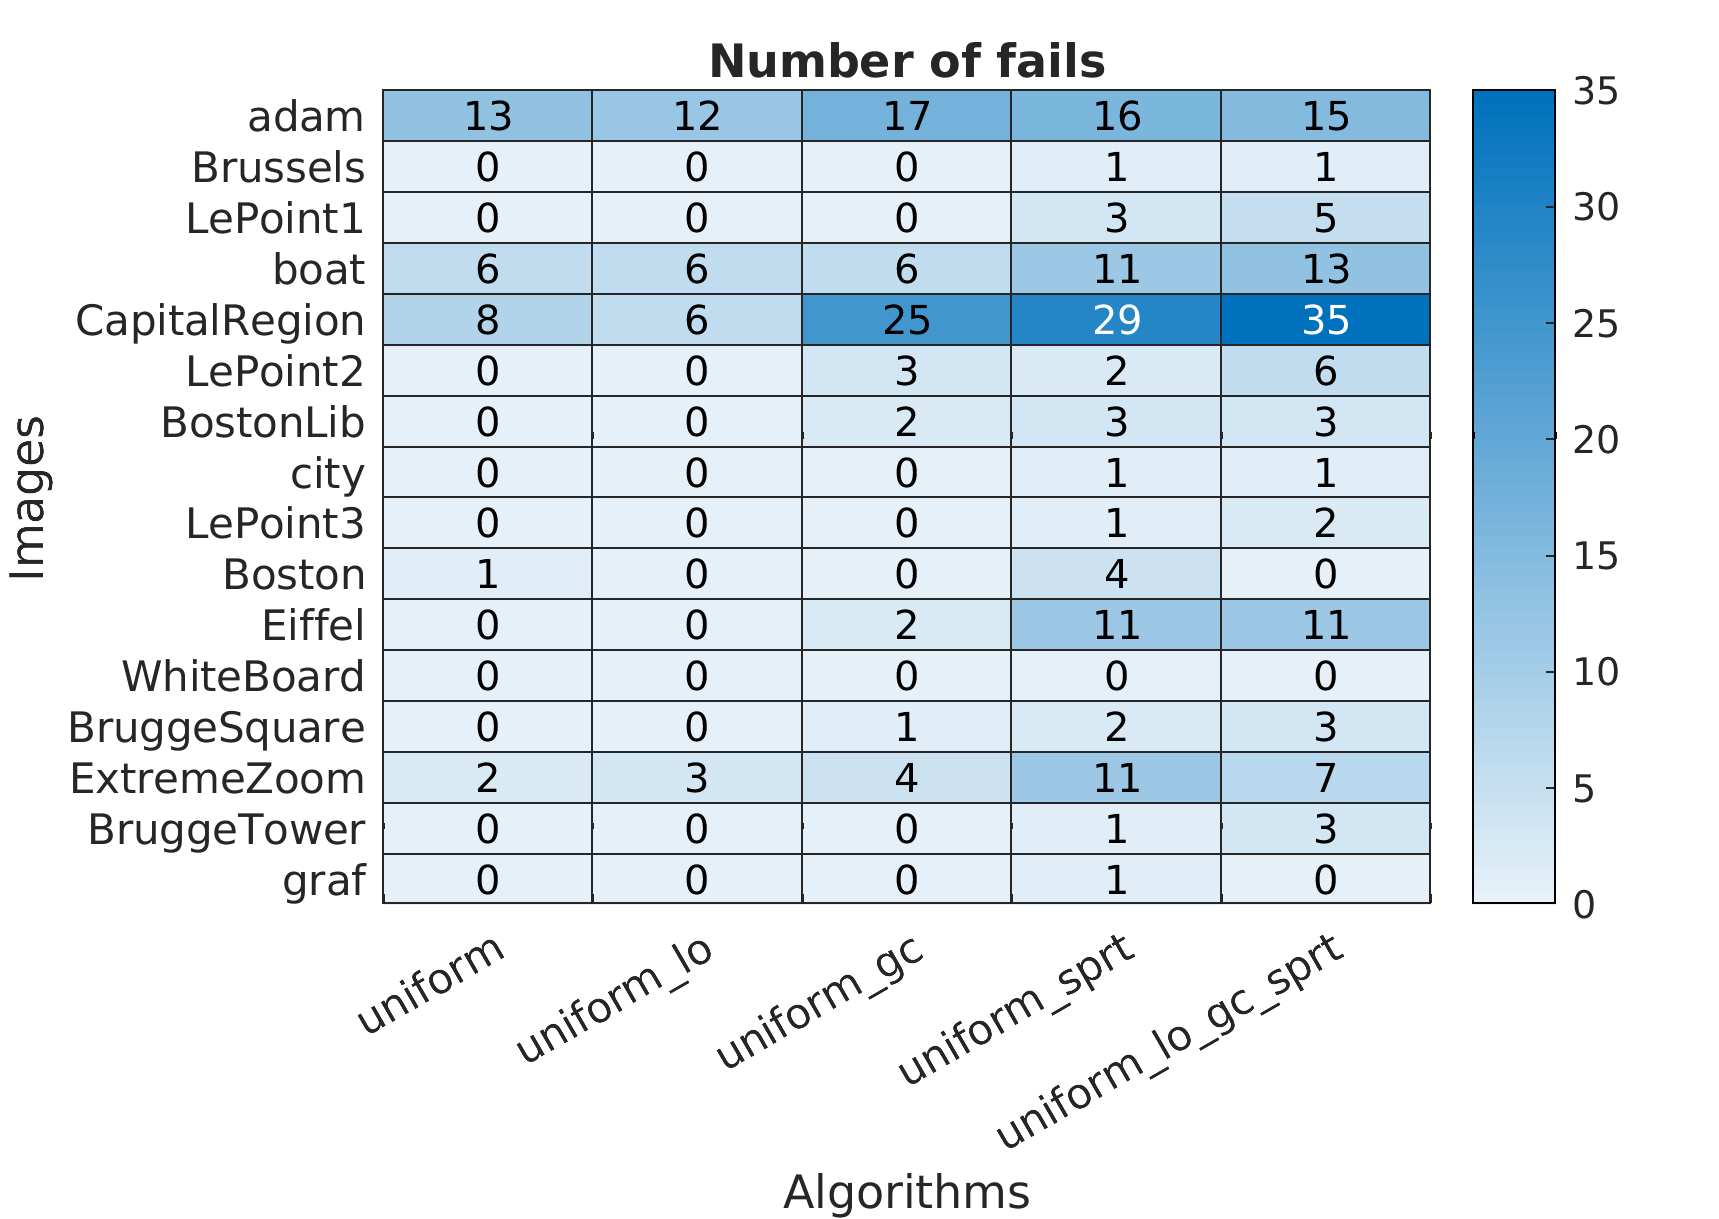 Number of fails
adam 13 12 17 16 15
Brussels 0 0 0 1 1
LePoint1 0 0 0 3 5
boat 6 6 6 11 13
CapitalRegion 8 6 25 29 35
LePoint2 0 0 3 2 6
BostonLib 0 0 2 3 3
city 0 0 0 1 1
LePoint3 0 0 0 1 2
Boston 1 0 0 4 0
Eiffel 0 0 2 11 11
WhiteBoard 0 0 0 0 0
BruggeSquare 0 0 1 2 3
ExtremeZoom 2 3 4 11 7
BruggeTower 0 0 0 1 3
graf 0 0 0 1 0
Images
uniform
uniform_lo
uniform_gc
uniform_sprt
uniform_lo_gc_sprt
Algorithms
35
30
25
20
15
10
5
0